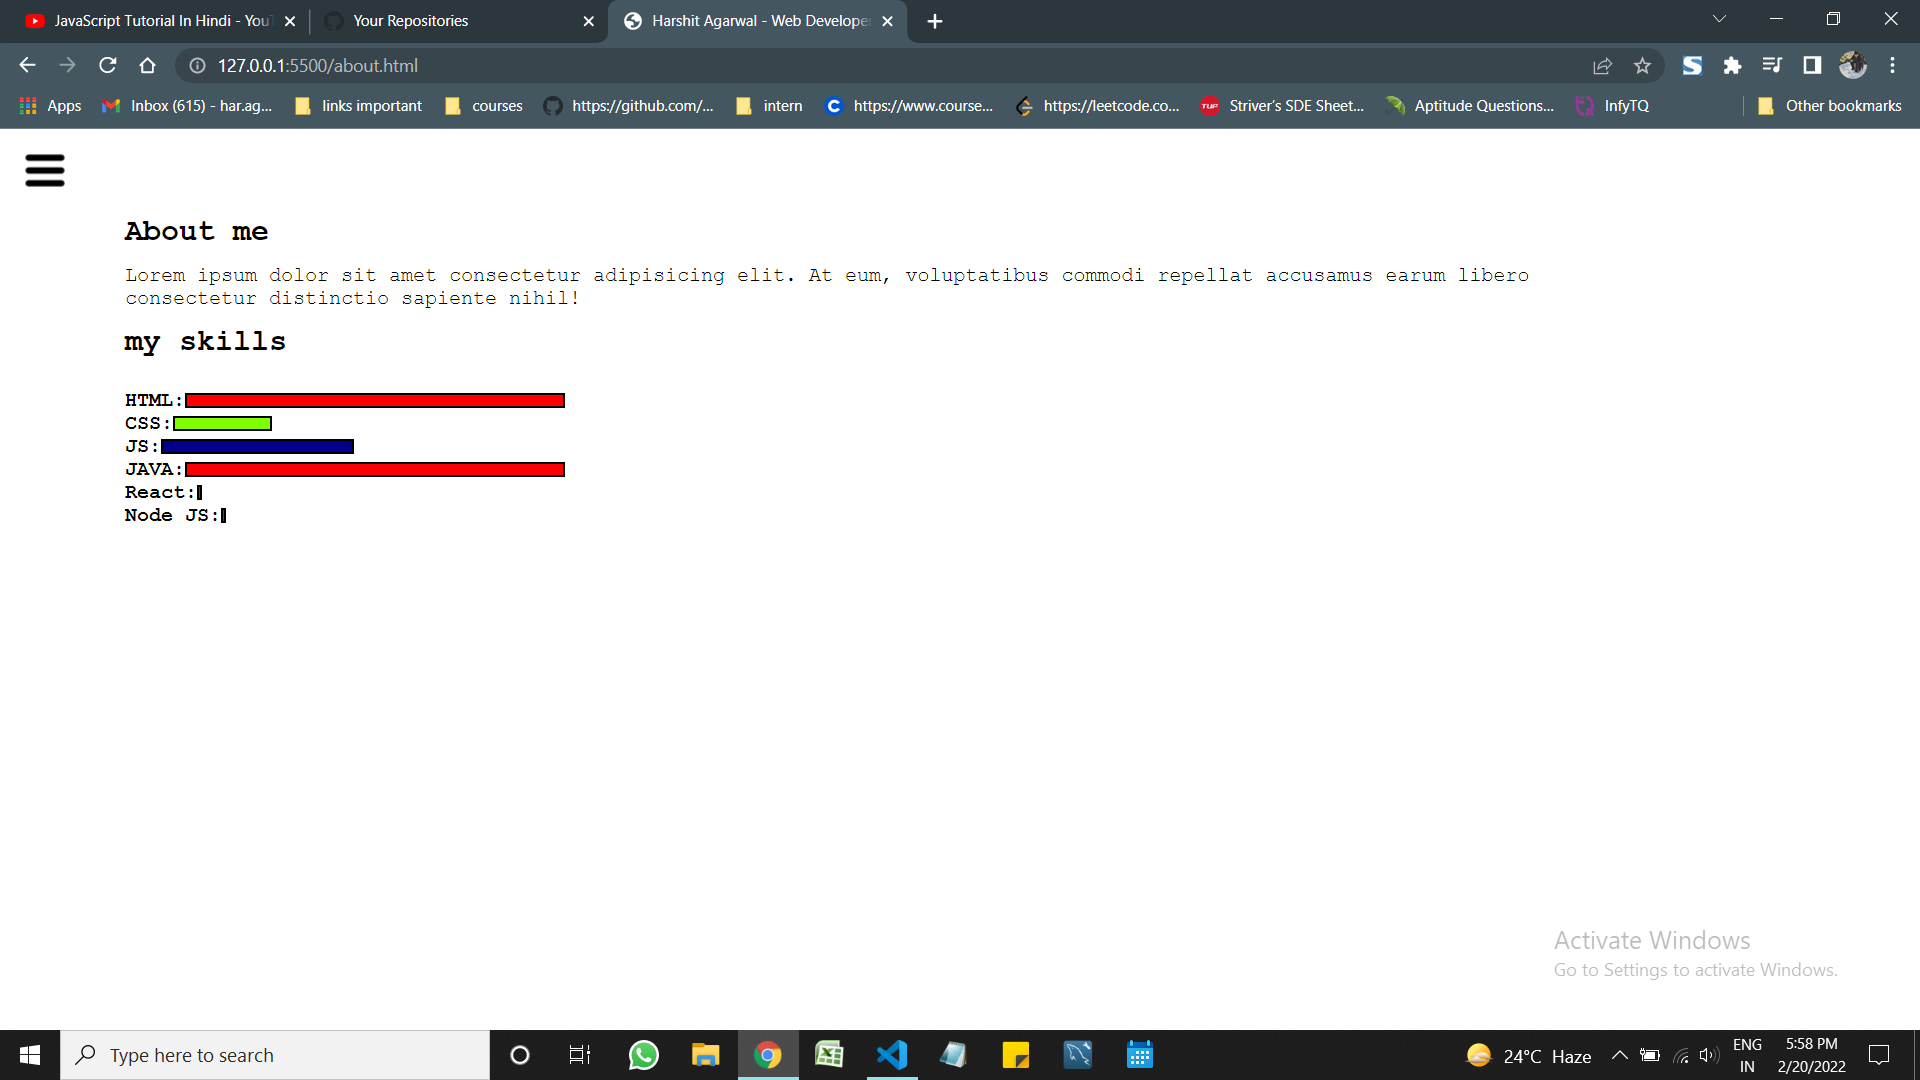 JavaScript Tutorial In Hindi - You
Your Repositories
Harshit Agarwal - Web Developer
127.0.0.1:5500/about.html
Apps
Inbox (615) - har.ag...
links important
courses
https://github.com/...
intern
https://www.course...
https://leetcode.co...
TUF
Striver's SDE Sheet...
Aptitude Questions...
InfyTQ
Other bookmarks
About me
Lorem ipsum dolor sit amet consectetur adipisicing elit. At eum, voluptatibus commodi repellat accusamus earum libero
consectetur distinctio sapiente nihil!
my skills
HTML:
CSS:
JS:
JAVA:
React:
Node JS:
Activate Windows
Go to Settings to activate Windows.
Type here to search
24°C Haze
ENG
IN
5:58 PM
2/20/2022